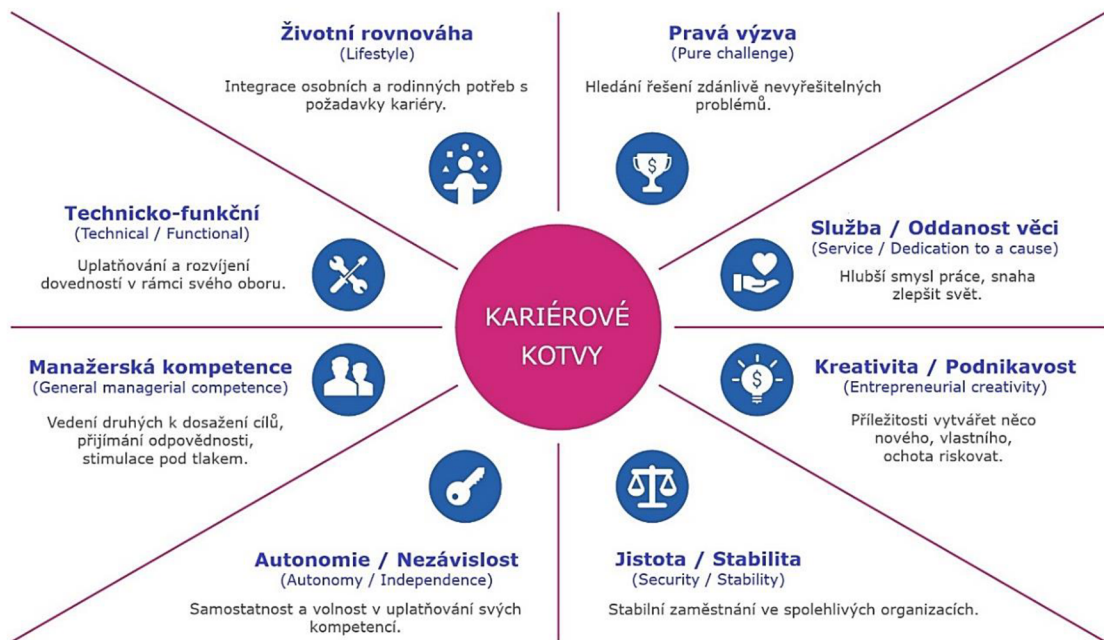 Životní rovnováha
(Lifestyle)
Integrace osobních a rodinných potřeb s
požadavky kariéry.
Pravá výzva
(Pure challenge)
Hledání řešení zdánlivě nevyřešitelných
problémů.
Technicko-funkční
(Technical / Functional)
Uplatňování a rozvíjení
dovedností v rámci svého oboru.
Služba / Oddanost věci
(Service / Dedication to a cause)
Hlubší smysl práce, snaha
zlepšit svět.
KARIÉROVÉ
KOTVY
Manažerská kompetence
(General managerial competence)
Vedení druhých k dosažení cílů,
přijímání odpovědnosti,
stimulace pod tlakem.
Kreativita / Podnikavost
(Entrepreneurial creativity)
Příležitosti vytvářet něco
nového, vlastního,
ochota riskovat.
Autonomie / Nezávislost
(Autonomy / Independence)
Samostatnost a volnost v uplatňování svých
kompetencí.
Jistota / Stabilita
(Security / Stability)
Stabilní zaměstnání ve spolehlivých organizacích.